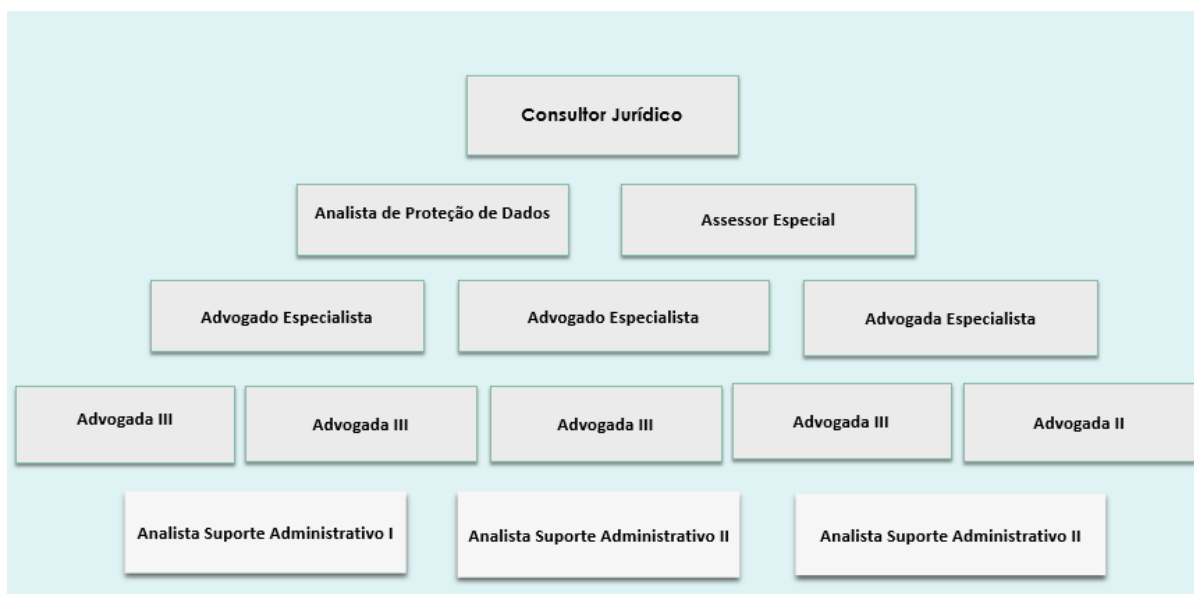 Consultor Jurídico
Analista de Proteção de Dados
Assessor Especial
Advogado Especialista
Advogado Especialista
Advogada Especialista
Advogada III
Advogada III
Advogada III
Advogada III
Advogada II
Analista Suporte Administrativo I
Analista Suporte Administrativo II
Analista Suporte Administrativo II